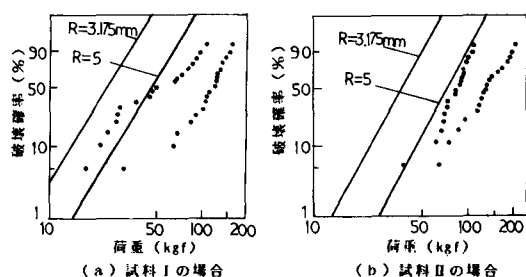 R=3.175mm
R=5
破壊確率 (%)
90
50
10
1
10
50
100
200
荷重 (kgf)
(a) 試料Iの場合
R=3.175mm
R=5
破壊確率 (%)
90
50
10
1
10
50
100
200
荷重 (kgf)
(b) 試料IIの場合